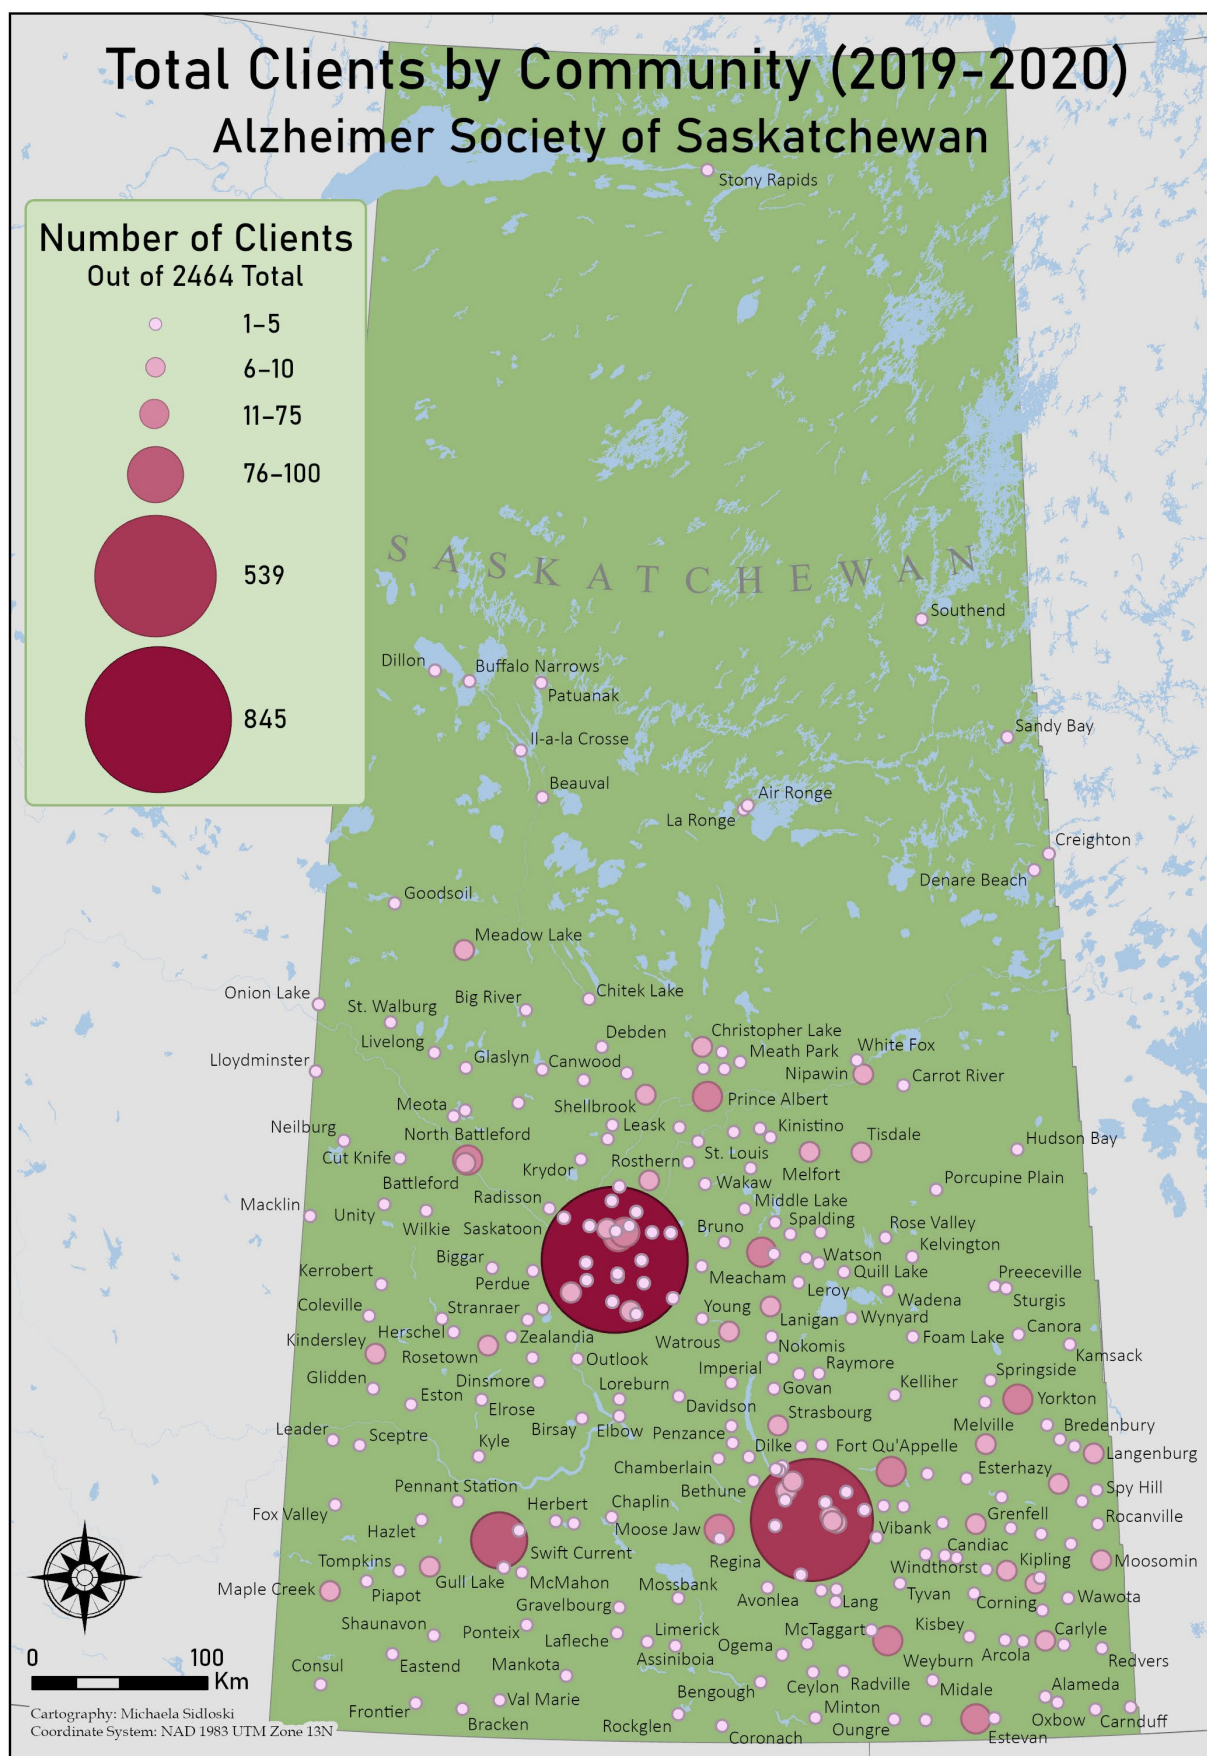 Total Clients by Community (2019-2020)
Alzheimer Society of Saskatchewan
Stony Rapids
Number of Clients
Out of 2464 Total
1–5
6–10
11–75
76–100
539
845
SASKATCHEWAN
Southend
Dillon
Buffalo Narrows
Patuanak
Sandy Bay
Il-a-la Crosse
Beauval
Air Ronge
La Ronge
Creighton
Denare Beach
Goodsoil
Meadow Lake
Onion Lake
St. Walburg
Big River
Chitek Lake
Livelong
Debden
Christopher Lake
Lloydminster
Glaslyn
Canwood
Meath Park
White Fox
Nipawin
Carrot River
Meota
Shellbrook
Prince Albert
Neilburg
North Battleford
Leask
Kinistino
Tisdale
Hudson Bay
Cut Knife
Krydor
Rosthern
St. Louis
Melfort
Battleford
Wakaw
Porcupine Plain
Macklin
Unity
Wilkie
Radisson
Saskatoon
Middle Lake
Bruno
Spalding
Rose Valley
Biggar
Watson
Kelvington
Kerrobert
Perdue
Meacham
Quill Lake
Preeceville
Leroy
Wadena
Sturgis
Coleville
Stranraer
Young
Lanigan
Wynyard
Canora
Kindersley
Herschel
Zealandia
Watrous
Nokomis
Foam Lake
Kamsack
Rosetown
Outlook
Imperial
Raymore
Springside
Glidden
Dinsmore
Loreburn
Govan
Kelliher
Yorkton
Eston
Elrose
Davidson
Strasbourg
Leader
Sceptre
Birsay
Elbow
Penzance
Melville
Bredenbury
Kyle
Dilke
Fort Qu'Appelle
Langenburg
Chamberlain
Esterhazy
Pennant Station
Bethune
Spy Hill
Fox Valley
Herbert
Chaplin
Grenfell
Rocanville
Hazlet
Moose Jaw
Vibank
Candiac
Swift Current
Regina
Windthorst
Kipling
Moosomin
Tompkins
Gull Lake
McMahon
Mossbank
Maple Creek
Piapot
Gravelbourg
Avonlea
Lang
Tyvan
Corning
Wawota
Shaunavon
Ponteix
Lafleche
Limerick
McTaggart
Kisbey
Carlyle
Ogema
Assiniboia
Weyburn
Arcola
Redvers
Consul
Eastend
Mankota
Bengough
Ceylon
Radville
Midale
Alameda
Frontier
Val Marie
Bracken
Rockglen
Minton
Coronach
Oungre
Oxbow
Carnduff
Estevan
0
100
Km
Cartography: Michaela Sidloski
Coordinate System: NAD 1983 UTM Zone 13N